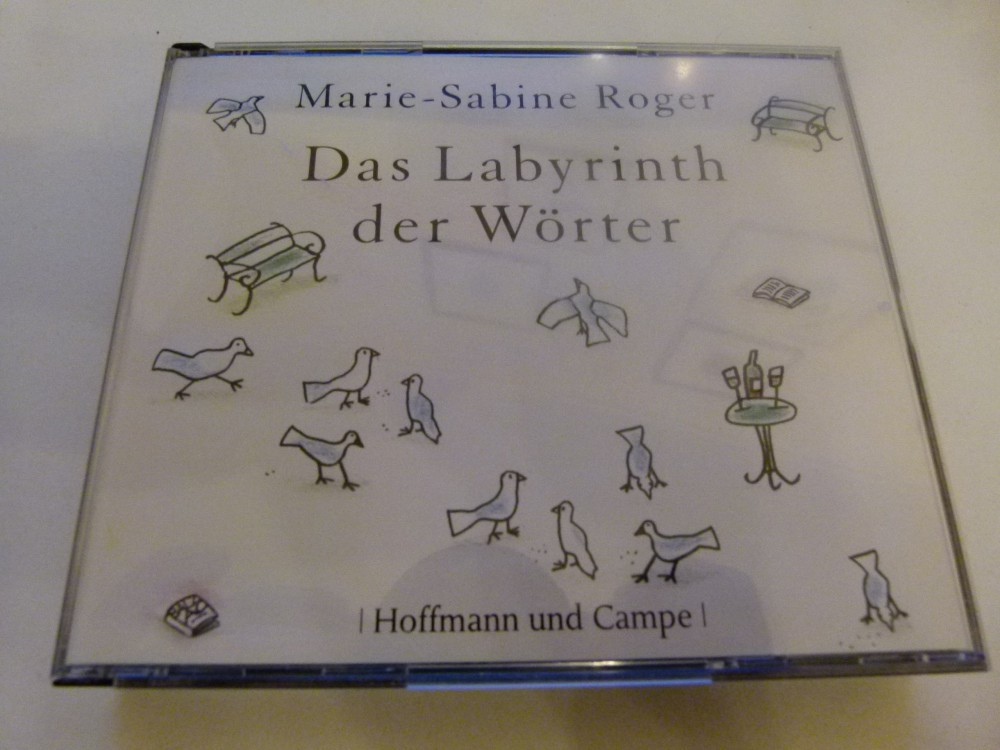 Marie-Sabine Roger
Das Labyrinth
der Wörter
| Hoffmann und Campe |